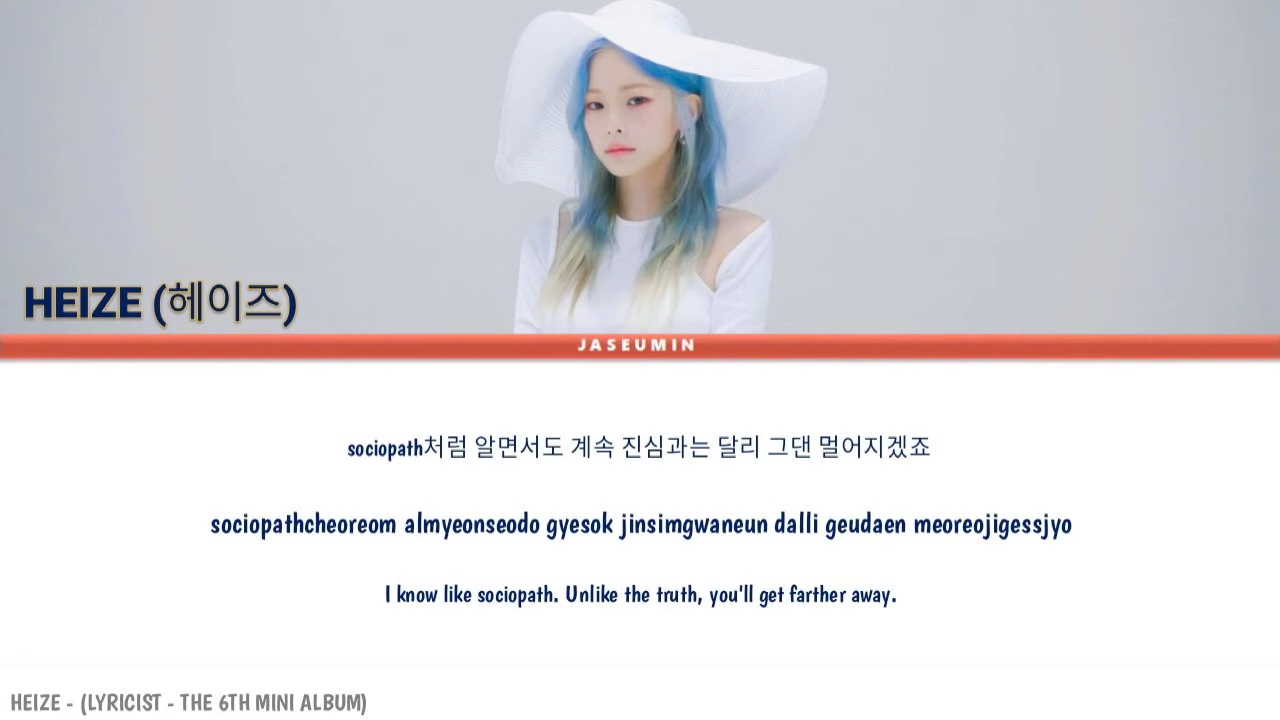 HEIZE (헤이즈)
JASEUMIN
sociopath처럼 알면서도 계속 진심과는 달리 그댄 멀어지겠죠
sociopathcheoreom almyeonseodo gyesok jinsimgwaneun dalli geudaen meoreojigessjyo
I know like sociopath. Unlike the truth, you'll get farther away.
HEIZE - (LYRICIST - THE 6TH MINI ALBUM)